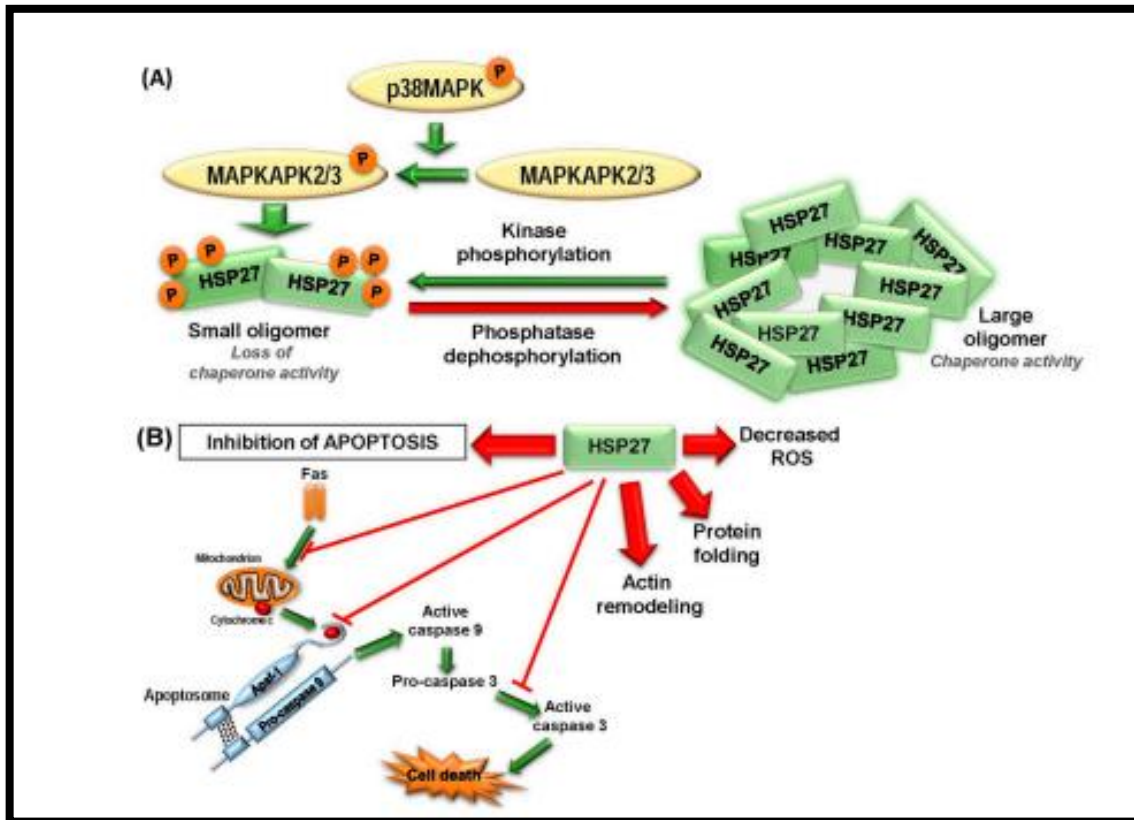 (A)
p38MAPK
P
MAPKAPK2/3
P
MAPKAPK2/3
Kinase
phosphorylation
P
P
P
P
P
P
HSP27
HSP27
Phosphatase
dephosphorylation
Small oligomer
Loss of
chaperone activity
HSP27
HSP27
HSP27
HSP27
HSP27
HSP27
HSP27
HSP27
HSP27
HSP27
Large
oligomer
Chaperone activity
(B)
Inhibition of APOPTOSIS
HSP27
Decreased
ROS
Protein
folding
Actin
remodeling
Fas
Mitochondrion
Cytochrome c
Apoptosome
Apaf-1
Pro-caspase 9
Active
caspase 9
Pro-caspase 3
Active
caspase 3
Cell death